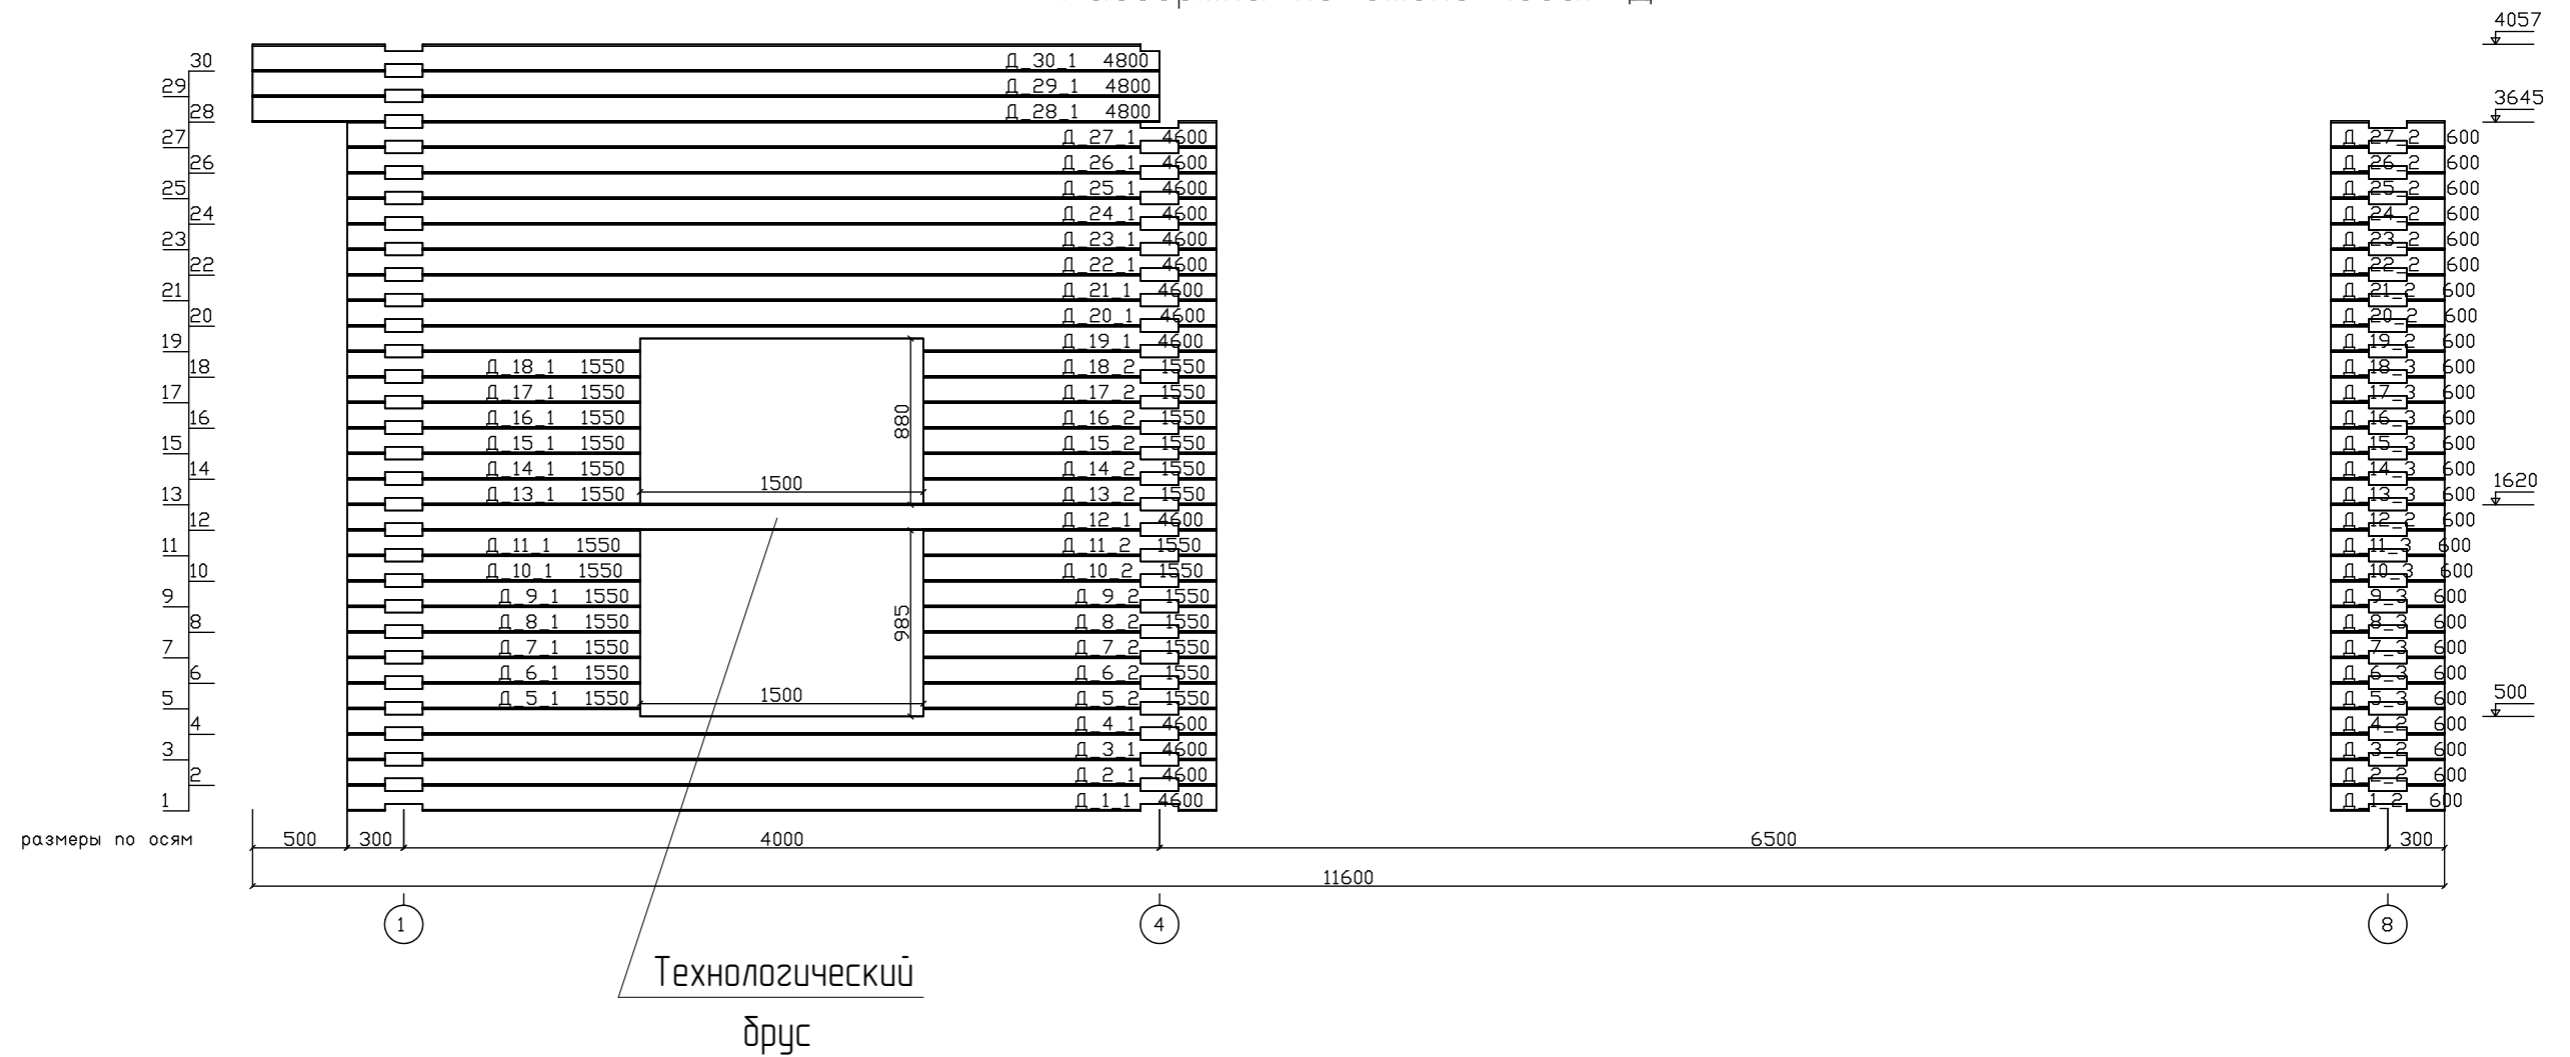 4057
30 Д_30_1 4800
29 Д_29_1 4800
28 Д_28_1 4800
3645
27 Д_27_1 4600 Д_27_2 600
26 Д_26_1 4600 Д_26_2 600
25 Д_25_1 4600 Д_25_2 600
24 Д_24_1 4600 Д_24_2 600
23 Д_23_1 4600 Д_23_2 600
22 Д_22_1 4600 Д_22_2 600
21 Д_21_1 4600 Д_21_2 600
20 Д_20_1 4600 Д_20_2 600
19 Д_19_1 4600 Д_19_2 600
18 Д_18_1 1550 Д_18_2 1550 Д_18_3 600
17 Д_17_1 1550 Д_17_2 1550 Д_17_3 600
16 Д_16_1 1550 880 Д_16_2 1550 Д_16_3 600
15 Д_15_1 1550 Д_15_2 1550 Д_15_3 600
14 Д_14_1 1550 Д_14_2 1550 Д_14_3 600
1500
1620
13 Д_13_1 1550 Д_13_2 1550 Д_13_3 600
12 Д_12_1 4600 Д_12_2 600
11 Д_11_1 1550 Д_11_2 1550 Д_11_3 600
10 Д_10_1 1550 Д_10_2 1550 Д_10_3 600
9 Д_9_1 1550 Д_9_2 1550 Д_9_3 600
8 Д_8_1 1550 985 Д_8_2 1550 Д_8_3 600
7 Д_7_1 1550 Д_7_2 1550 Д_7_3 600
6 Д_6_1 1550 Д_6_2 1550 Д_6_3 600
500
5 Д_5_1 1550 1500 Д_5_2 1550 Д_5_3 600
4 Д_4_1 4600 Д_4_2 600
3 Д_3_1 4600 Д_3_2 600
2 Д_2_1 4600 Д_2_2 600
1 Д_1_1 4600 Д_1_2 600
размеры по осям 500 300 4000 6500 300
11600
1 4 8
Технологический
брус